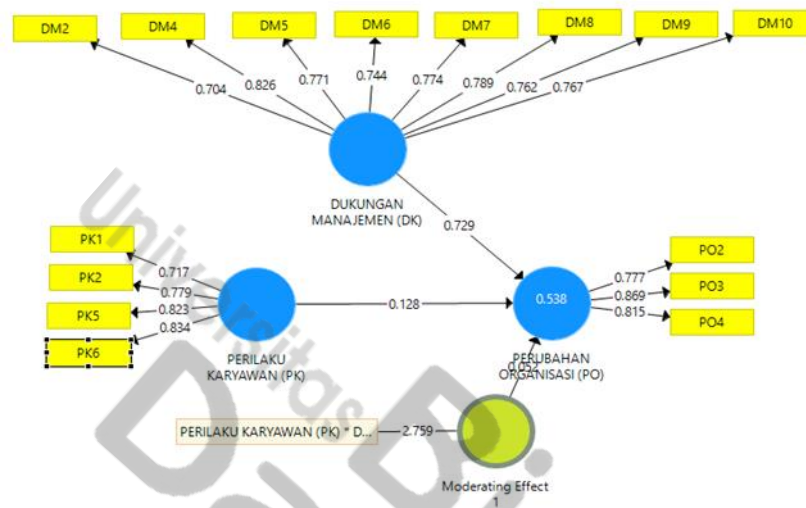 DM2 DM4 DM5 DM6 DM7 DM8 DM9 DM10
0.704 0.826 0.771 0.744 0.774 0.789 0.762 0.767
DUKUNGAN
MANAJEMEN (DK)
0.729
PK1
PK2
PK5
PK6
0.717
0.779
0.823
0.834
PERILAKU
KARYAWAN (PK)
0.128
0.538
PERUBAHAN
ORGANISASI (PO)
0.777
0.869
0.815
PO2
PO3
PO4
0.052
PERILAKU KARYAWAN (PK) * D...
2.759
Moderating Effect
1
Universitas